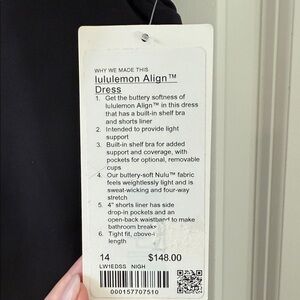 WHY WE MADE THIS
lululemon Align™
Dress
1. Get the buttery softness of
lululemon Align™ in this dress
that has a built-in shelf bra
and shorts liner
2. Intended to provide light
support
3. Built-in shelf bra for added
support and coverage, with
pockets for optional, removable
cups
4. Our buttery-soft Nulu™ fabric
feels weightlessly light and is
sweat-wicking and four-way
stretch
5. 4" shorts liner has side
drop-in pockets and an
open-back waistband to make
bathroom breaks
6. Tight fit, above-
length
14 $148.00
LW1EDSS NIGH
000157707510